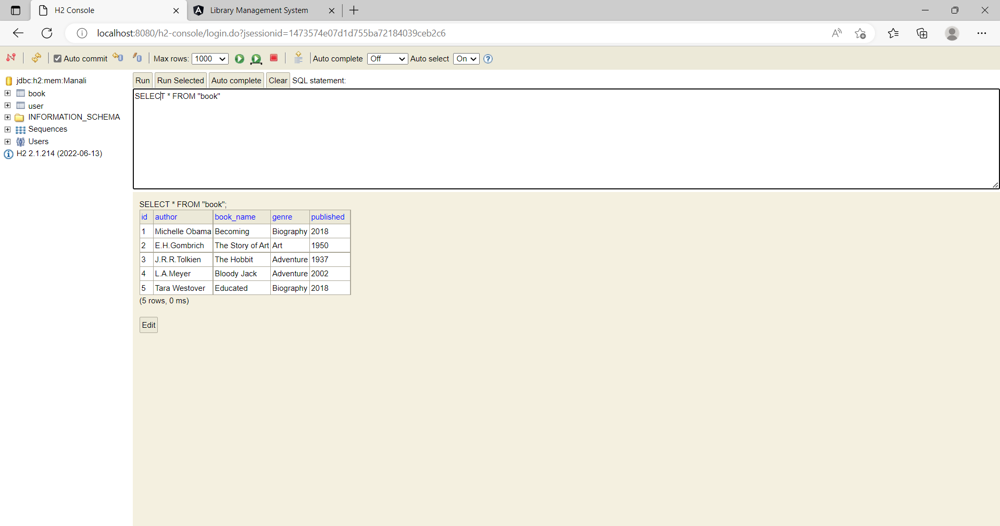 H2 Console
Library Management System
localhost:8080/h2-console/login.do?jsessionid=1473574e07d1d755ba72184039ceb2c6
Auto commit Max rows: 1000 Auto complete Off Auto select On
jdbc:h2:mem:Manali
book
user
INFORMATION_SCHEMA
Sequences
Users
H2 2.1.214 (2022-06-13)
Run Run Selected Auto complete Clear SQL statement:
SELECT * FROM "book"
SELECT * FROM "book";
id author book_name genre published
1 Michelle Obama Becoming Biography 2018
2 E.H.Gombrich The Story of Art Art 1950
3 J.R.R.Tolkien The Hobbit Adventure 1937
4 L.A.Meyer Bloody Jack Adventure 2002
5 Tara Westover Educated Biography 2018
(5 rows, 0 ms)
Edit